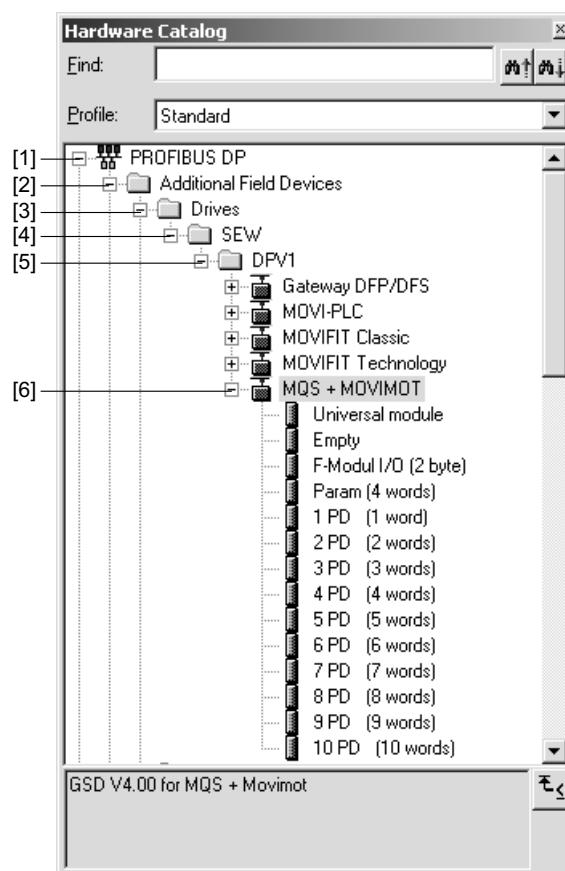 Hardware Catalog
Find:
Profile: Standard
[1] PROFIBUS DP
[2] Additional Field Devices
[3] Drives
[4] SEW
[5] DPV1
Gateway DFP/DFS
MOVI-PLC
MOVIFIT Classic
MOVIFIT Technology
[6] MQS + MOVIMOT
Universal module
Empty
F-Modul I/O (2 byte)
Param (4 words)
1 PD (1 word)
2 PD (2 words)
3 PD (3 words)
4 PD (4 words)
5 PD (5 words)
6 PD (6 words)
7 PD (7 words)
8 PD (8 words)
9 PD (9 words)
10 PD (10 words)
GSD V4.00 for MQS + Movimot